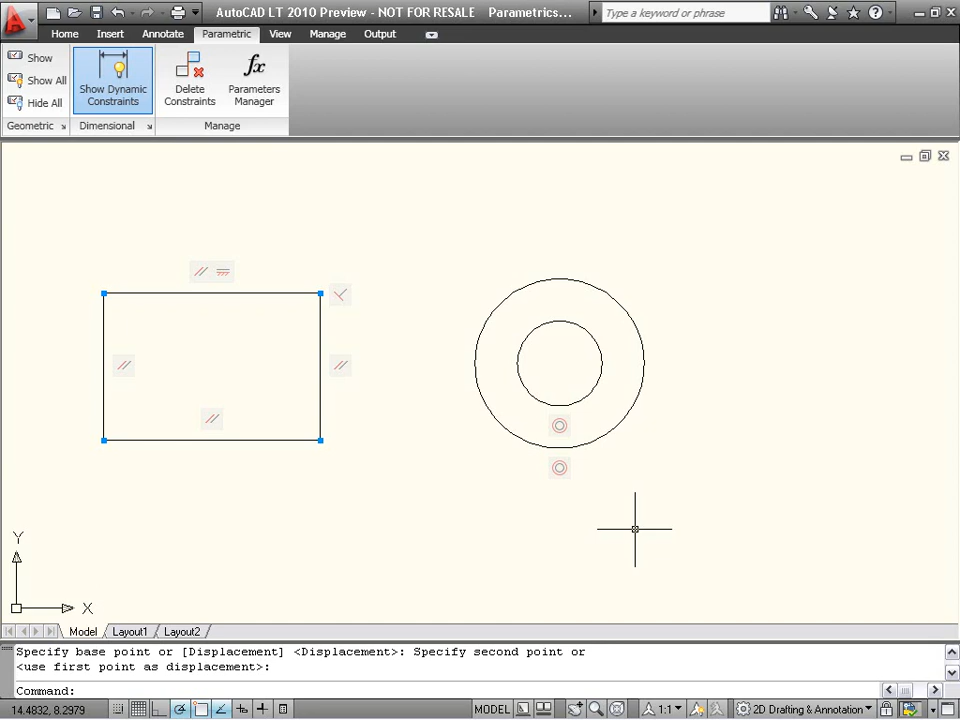 AutoCAD LT 2010 Preview - NOT FOR RESALE Parametrics... Type a keyword or phrase
Home Insert Annotate Parametric View Manage Output
Show
Show All
Hide All
Show Dynamic
Constraints
Delete
Constraints
fx
Parameters
Manager
Geometric Dimensional Manage
Y
X
Model Layout1 Layout2
Specify base point or [Displacement] <Displacement>: Specify second point or
<use first point as displacement>:
Command:
14.4832, 8.2979 MODEL 1:1 2D Drafting & Annotation